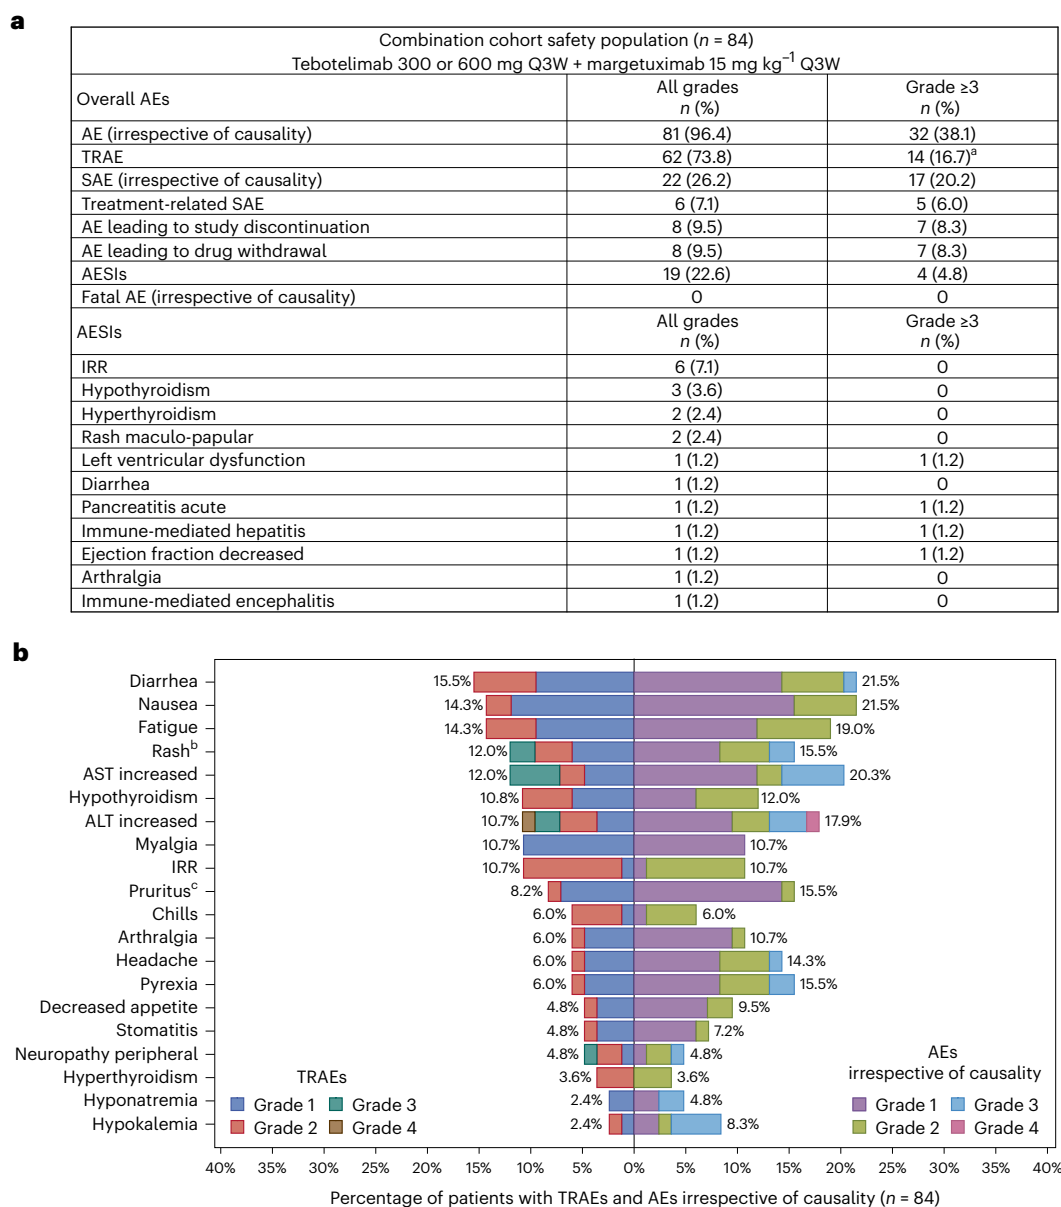 a
Combination cohort safety population (n = 84)
Tebotelimab 300 or 600 mg Q3W + margetuximab 15 mg kg⁻¹ Q3W
Overall AEs All grades n (%) Grade ≥3 n (%)
AE (irrespective of causality) 81 (96.4) 32 (38.1)
TRAE 62 (73.8) 14 (16.7)ᵃ
SAE (irrespective of causality) 22 (26.2) 17 (20.2)
Treatment-related SAE 6 (7.1) 5 (6.0)
AE leading to study discontinuation 8 (9.5) 7 (8.3)
AE leading to drug withdrawal 8 (9.5) 7 (8.3)
AESIs 19 (22.6) 4 (4.8)
Fatal AE (irrespective of causality) 0 0
AESIs All grades n (%) Grade ≥3 n (%)
IRR 6 (7.1) 0
Hypothyroidism 3 (3.6) 0
Hyperthyroidism 2 (2.4) 0
Rash maculo-papular 2 (2.4) 0
Left ventricular dysfunction 1 (1.2) 1 (1.2)
Diarrhea 1 (1.2) 0
Pancreatitis acute 1 (1.2) 1 (1.2)
Immune-mediated hepatitis 1 (1.2) 1 (1.2)
Ejection fraction decreased 1 (1.2) 1 (1.2)
Arthralgia 1 (1.2) 0
Immune-mediated encephalitis 1 (1.2) 0
b
Diarrhea 15.5% 21.5%
Nausea 14.3% 21.5%
Fatigue 14.3% 19.0%
Rashᵇ 12.0% 15.5%
AST increased 12.0% 20.3%
Hypothyroidism 10.8% 12.0%
ALT increased 10.7% 17.9%
Myalgia 10.7% 10.7%
IRR 10.7% 10.7%
Pruritusᶜ 8.2% 15.5%
Chills 6.0% 6.0%
Arthralgia 6.0% 10.7%
Headache 6.0% 14.3%
Pyrexia 6.0% 15.5%
Decreased appetite 4.8% 9.5%
Stomatitis 4.8% 7.2%
Neuropathy peripheral 4.8% 4.8%
Hyperthyroidism 3.6% 3.6%
Hyponatremia 2.4% 4.8%
Hypokalemia 2.4% 8.3%
TRAEs
Grade 1 Grade 3
Grade 2 Grade 4
AEs
irrespective of causality
Grade 1 Grade 3
Grade 2 Grade 4
40% 35% 30% 25% 20% 15% 10% 5% 0% 5% 10% 15% 20% 25% 30% 35% 40%
Percentage of patients with TRAEs and AEs irrespective of causality (n = 84)